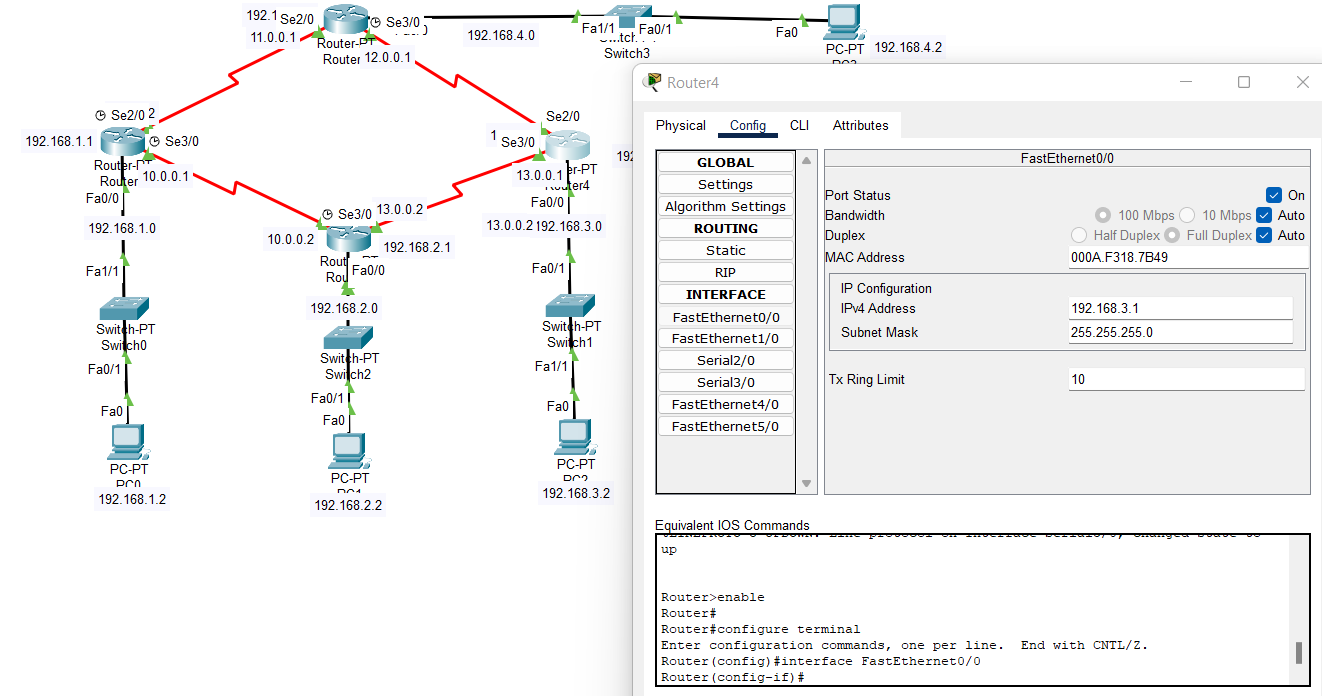 192.1
Se2/0
Se3/0
11.0.0.1
Router
12.0.0.1
192.168.4.0
Fa1/1
Fa0/1
Switch3
Fa0
PC-PT
192.168.4.2
Se2/0
2
192.168.1.1
Se3/0
Router
10.0.0.1
Fa0/0
192.168.1.0
Fa1/1
Switch-PT
Switch0
Fa0/1
Fa0
PC-PT
PC0
192.168.1.2
Se3/0
13.0.0.2
10.0.0.2
192.168.2.1
Fa0/0
192.168.2.0
Switch-PT
Switch2
Fa0/1
Fa0
PC-PT
PC1
192.168.2.2
Se2/0
1
Se3/0
13.0.0.1
Fa0/0
13.0.0.2
192.168.3.0
Fa0/1
Switch-PT
Switch1
Fa1/1
Fa0
PC-PT
PC2
192.168.3.2
Router4
Physical Config CLI Attributes
GLOBAL
Settings
Algorithm Settings
ROUTING
Static
RIP
INTERFACE
FastEthernet0/0
FastEthernet1/0
Serial2/0
Serial3/0
FastEthernet4/0
FastEthernet5/0
FastEthernet0/0
Port Status On
Bandwidth 100 Mbps 10 Mbps Auto
Duplex Half Duplex Full Duplex Auto
MAC Address 000A.F318.7B49
IP Configuration
IPv4 Address 192.168.3.1
Subnet Mask 255.255.255.0
Tx Ring Limit 10
Equivalent IOS Commands
up
Router>enable
Router#
Router#configure terminal
Enter configuration commands, one per line. End with CNTL/Z.
Router(config)#interface FastEthernet0/0
Router(config-if)#